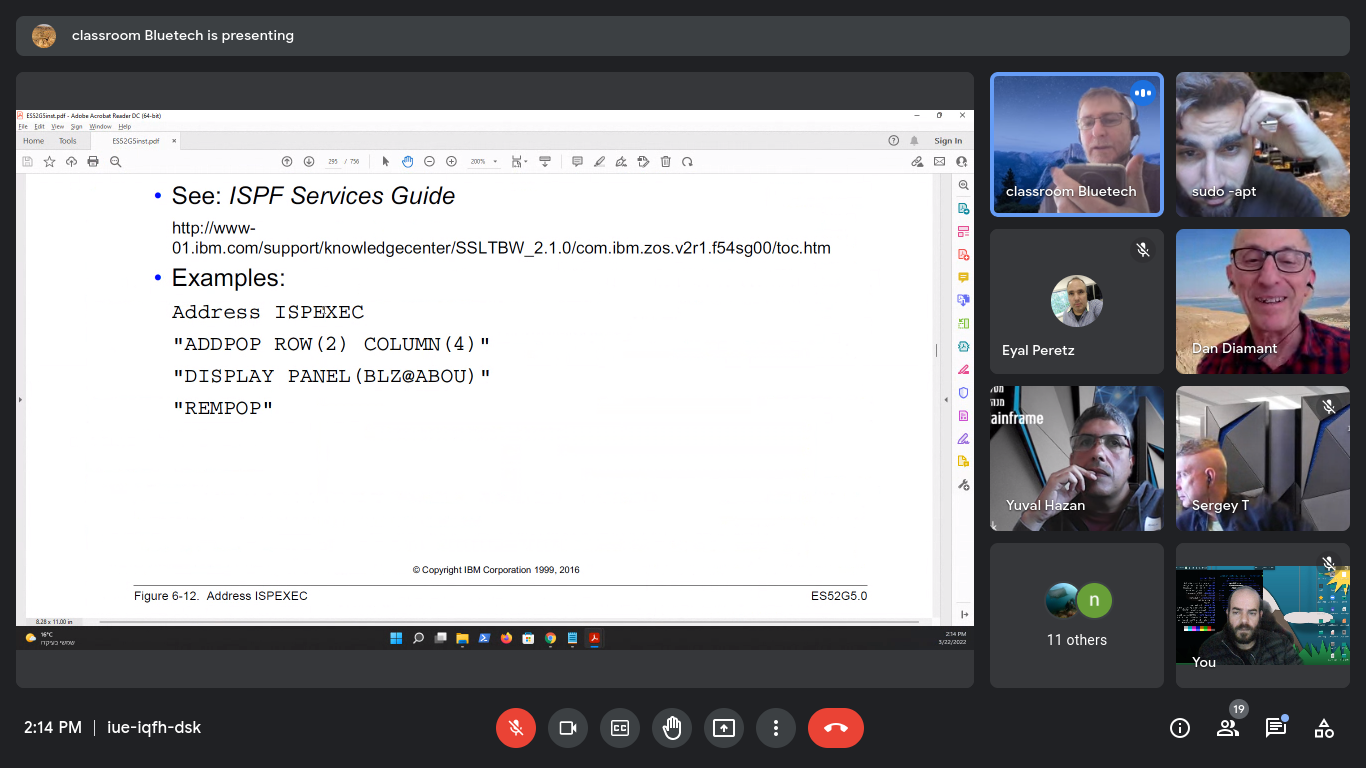 classroom Bluetech is presenting
ES52G5inst.pdf - Adobe Acrobat Reader DC (64-bit)
File Edit View Sign Window Help
Home Tools ES52G5inst.pdf × Sign In
295 / 756 200%
• See: ISPF Services Guide
http://www-
01.ibm.com/support/knowledgecenter/SSLTBW_2.1.0/com.ibm.zos.v2r1.f54sg00/toc.htm
• Examples:
Address ISPEXEC
"ADDPOP ROW(2) COLUMN(4)"
"DISPLAY PANEL(BLZ@ABOU)"
"REMPOP"
© Copyright IBM Corporation 1999, 2016
Figure 6-12. Address ISPEXEC ES52G5.0
8.28 x 11.00 in
16°C
שמשי בעיקרו
2:14 PM
3/22/2022
classroom Bluetech
sudo -apt
Eyal Peretz
Dan Diamant
ainframe
Yuval Hazan
Sergey T
n
11 others
You
2:14 PM | iue-iqfh-dsk
CC
19